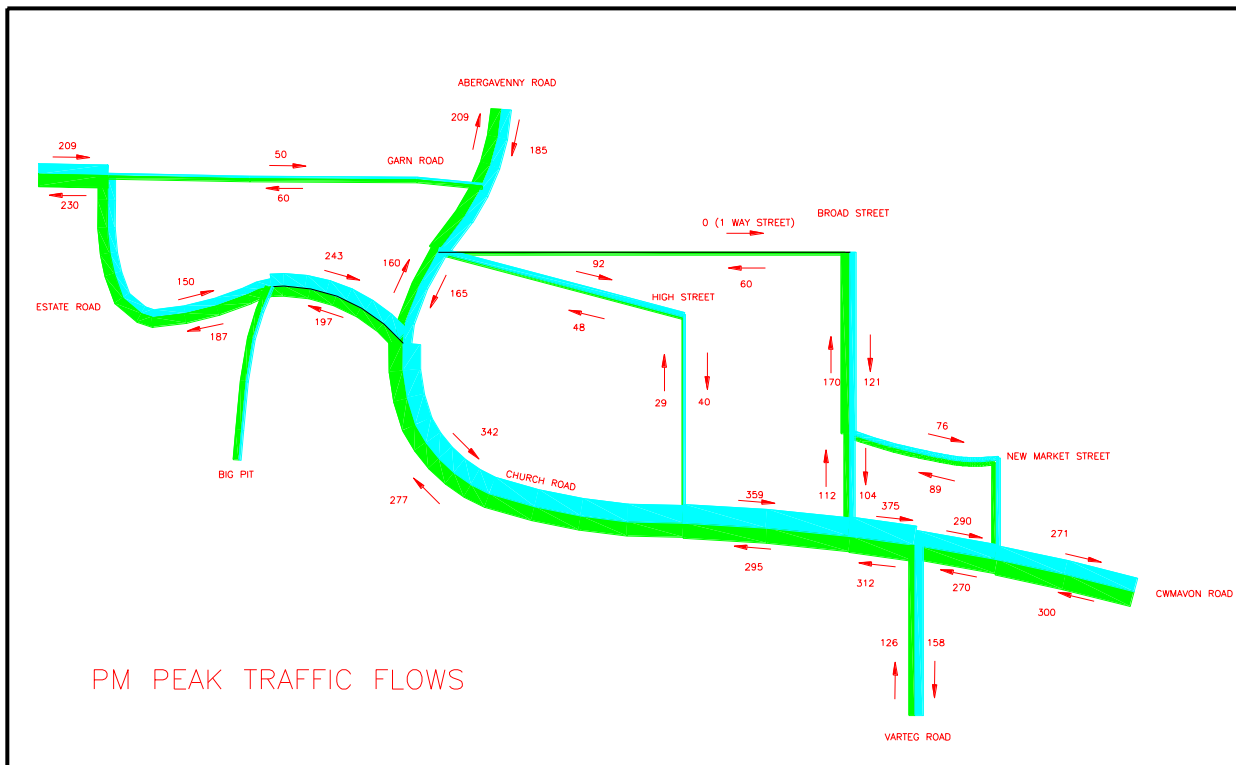 ABERGAVENNY ROAD
209
185
209
50
GARN ROAD
230
60
BROAD STREET
0 (1 WAY STREET)
243
160
92
60
150
165
HIGH STREET
ESTATE ROAD
197
48
187
170
121
29
40
342
76
NEW MARKET STREET
BIG PIT
CHURCH ROAD
277
359
112
104
89
375
290
271
295
312
270
CWMAVON ROAD
300
126
158
PM PEAK TRAFFIC FLOWS
VARTEG ROAD